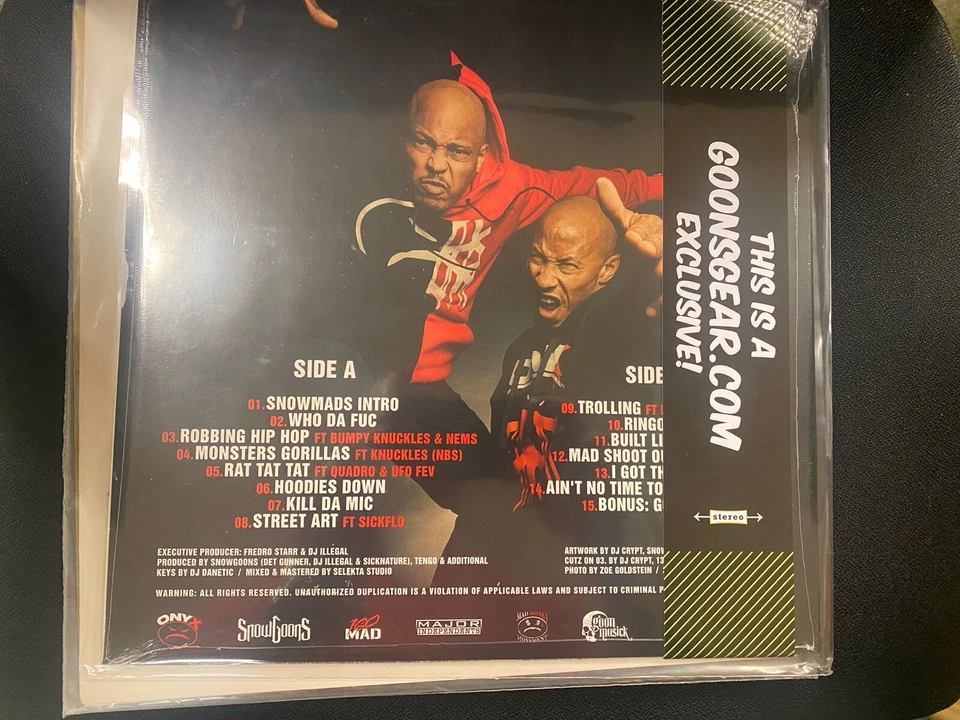 SIDE A
01.SNOWMADS INTRO
02.WHO DA FUC
03.ROBBING HIP HOP FT BUMPY KNUCKLES & NEMS
04.MONSTERS GORILLAS FT KNUCKLES (NBS)
05.RAT TAT TAT FT QUADRO & UFO FEV
06.HOODIES DOWN
07.KILL DA MIC
08.STREET ART FT SICKFLO
SIDE
09.TROLLING FT
10.RINGO
11.BUILT LI
12.MAD SHOOT OU
13.I GOT TH
14.AIN'T NO TIME TO
15.BONUS: G
EXECUTIVE PRODUCER: FREDRO STARR & DJ ILLEGAL
PRODUCED BY SNOWGOONS (DET GUNNER, DJ ILLEGAL & SICKNATURE), TENGO & ADDITIONAL
KEYS BY DJ DANETIC / MIXED & MASTERED BY SELEKTA STUDIO
ARTWORK BY DJ CRYPT, SNOW
CUTZ ON 03. BY DJ CRYPT, 13
PHOTO BY ZOE GOLDSTEIN /
WARNING: ALL RIGHTS RESERVED. UNAUTHORIZED DUPLICATION IS A VIOLATION OF APPLICABLE LAWS AND SUBJECT TO CRIMINAL P
ONYX
SNOWGOONS
100 MAD
MAJOR
INDEPENDENTS
goon
musick
THIS IS A
GOONSGEAR.COM
EXCLUSIVE!
stereo